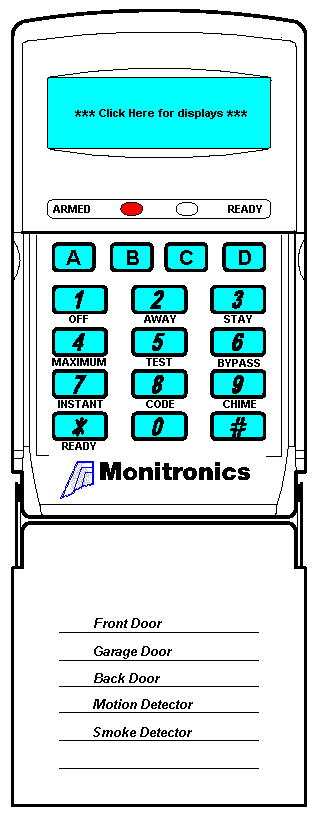 *** Click Here for displays ***
ARMED READY
A B C D
1 2 3
OFF AWAY STAY
4 5 6
MAXIMUM TEST BYPASS
7 8 9
INSTANT CODE CHIME
* 0 #
READY
Monitronics
Front Door
Garage Door
Back Door
Motion Detector
Smoke Detector